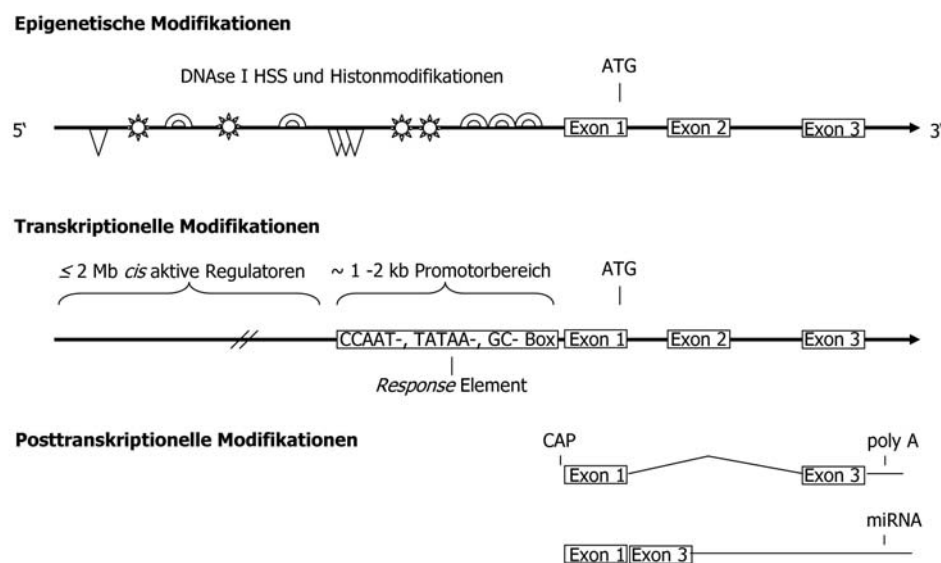 Epigenetische Modifikationen
DNAse I HSS und Histonmodifikationen
ATG
5‘
Exon 1
Exon 2
Exon 3
3‘
Transkriptionelle Modifikationen
≤ 2 Mb cis aktive Regulatoren
~ 1 -2 kb Promotorbereich
ATG
CCAAT-, TATAA-, GC- Box
Exon 1
Exon 2
Exon 3
Response Element
Posttranskriptionelle Modifikationen
CAP
poly A
Exon 1
Exon 3
miRNA
Exon 1
Exon 3